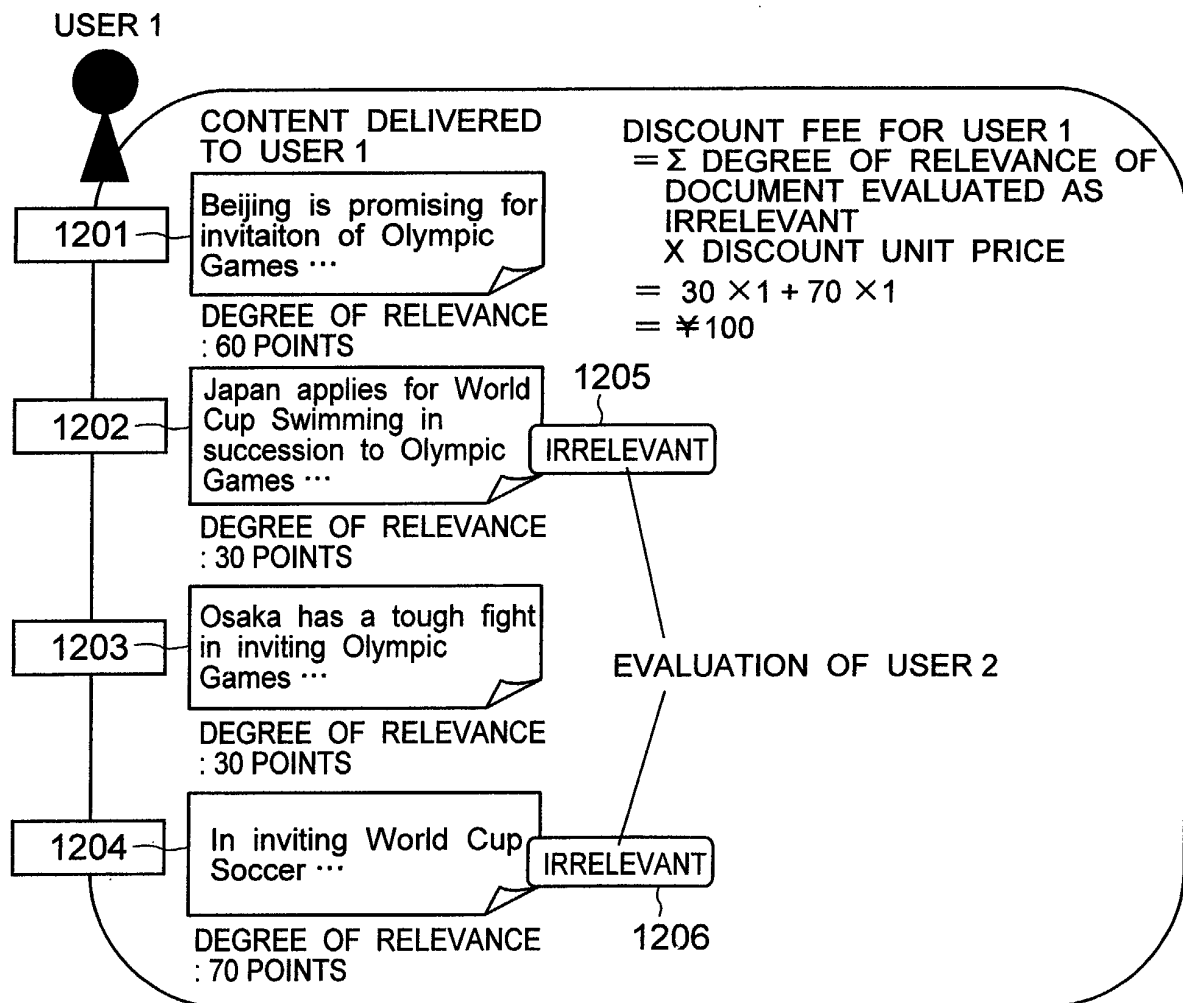 USER 1
CONTENT DELIVERED
TO USER 1
1201
Beijing is promising for
invitaiton of Olympic
Games ···
DEGREE OF RELEVANCE
: 60 POINTS
1202
Japan applies for World
Cup Swimming in
succession to Olympic
Games ···
1205
IRRELEVANT
DEGREE OF RELEVANCE
: 30 POINTS
1203
Osaka has a tough fight
in inviting Olympic
Games ···
DEGREE OF RELEVANCE
: 30 POINTS
EVALUATION OF USER 2
1204
In inviting World Cup
Soccer ···
IRRELEVANT
1206
DEGREE OF RELEVANCE
: 70 POINTS
DISCOUNT FEE FOR USER 1
= Σ DEGREE OF RELEVANCE OF
DOCUMENT EVALUATED AS
IRRELEVANT
X DISCOUNT UNIT PRICE
= 30 ×1 + 70 ×1
= ¥100